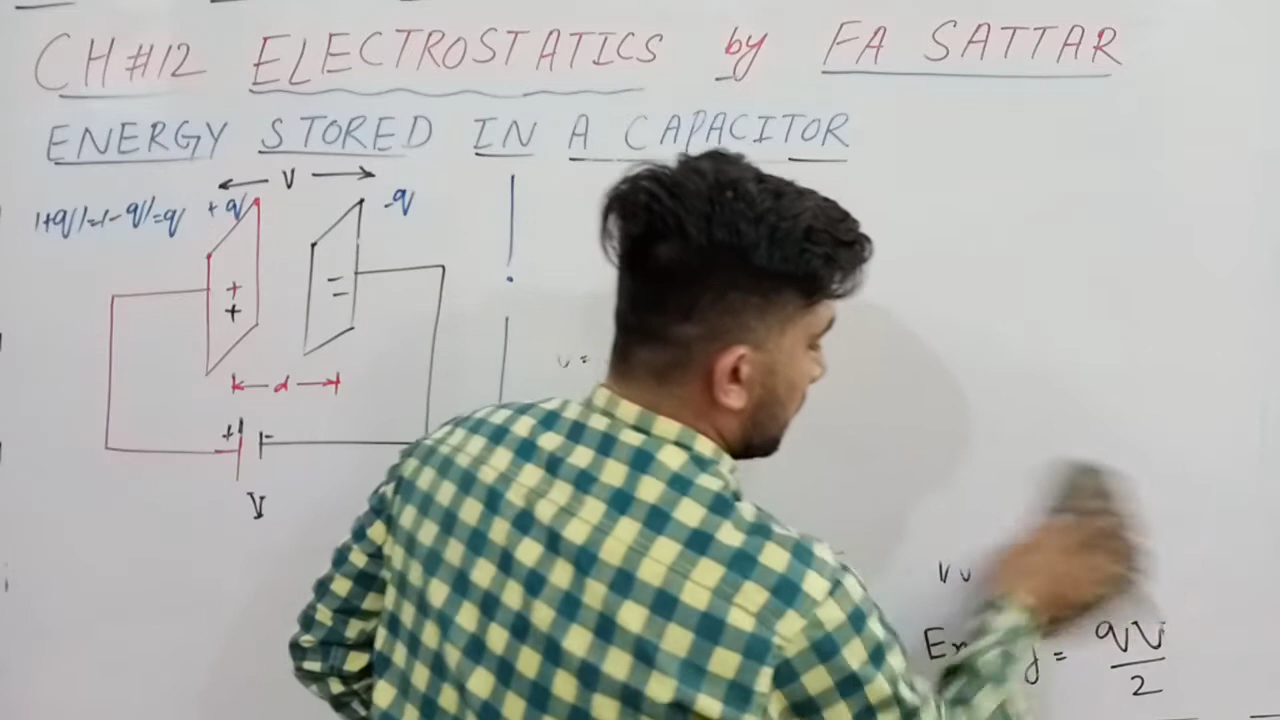 CH#12 ELECTROSTATICS by FA SATTAR
ENERGY STORED IN A CAPACITOR
V
|+q|=|-q|=q
+q
-q
+
+
d
+
-
V
qV
2